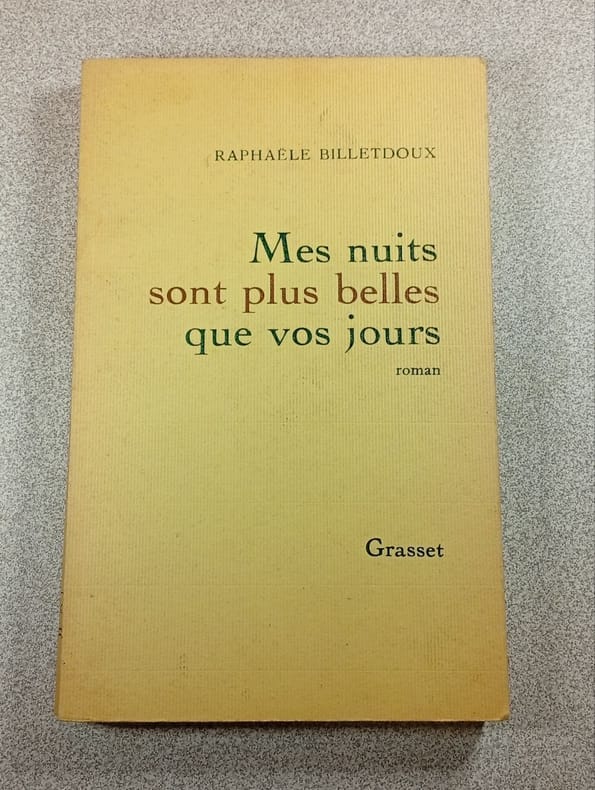 RAPHAËLE BILLETDOUX
Mes nuits
sont plus belles
que vos jours
roman
Grasset